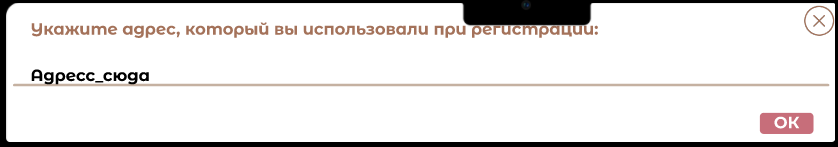 Укажите адрес, который вы использовали при регистрации:
Адресс_сюда
OK